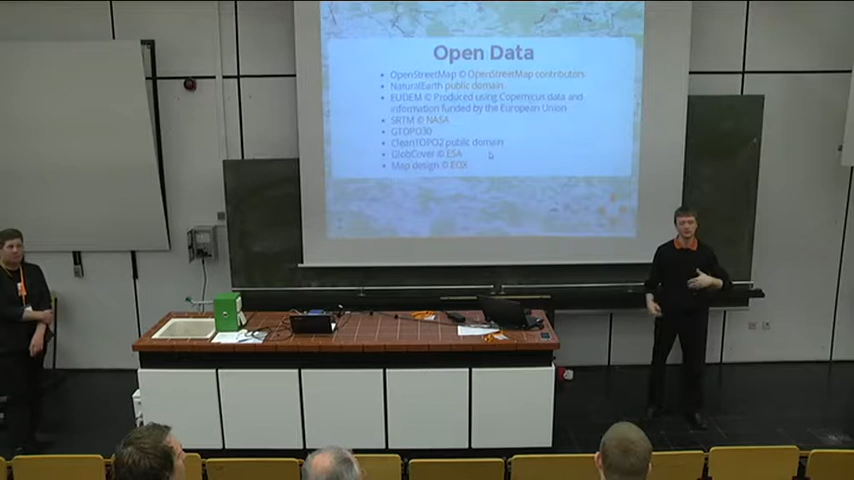 Open Data
• OpenStreetMap © OpenStreetMap contributors
• NaturalEarth public domain
• EUDEM © Produced using Copernicus data and
information funded by the European Union
• SRTM © NASA
• GTOPO30
• CleanTOPO2 public domain
• GlobCover © ESA
• Map design © EOX